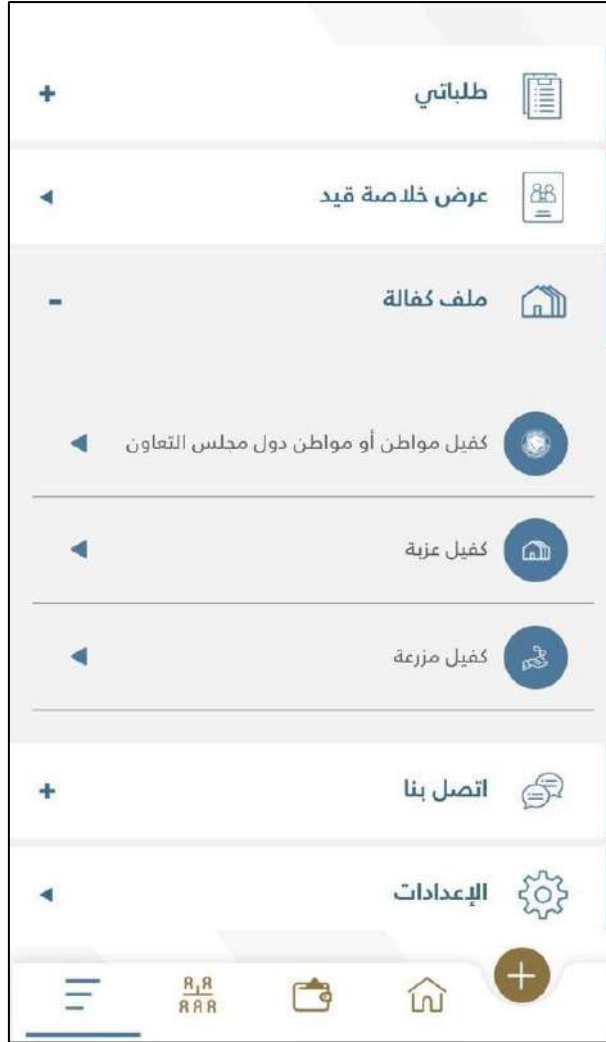 طلباتي
عرض خلاصة قيد
ملف كفالة
كفيل مواطن أو مواطن دول مجلس التعاون
كفيل عزبة
كفيل مزرعة
اتصل بنا
الإعدادات